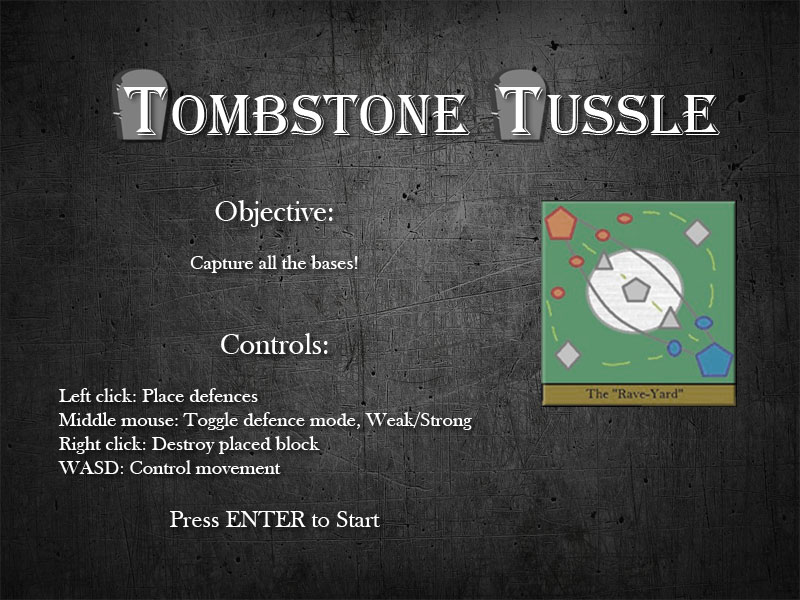 Tombstone Tussle
Objective:
Capture all the bases!
Controls:
Left click: Place defences
Middle mouse: Toggle defence mode, Weak/Strong
Right click: Destroy placed block
WASD: Control movement
Press ENTER to Start
The "Rave-Yard"